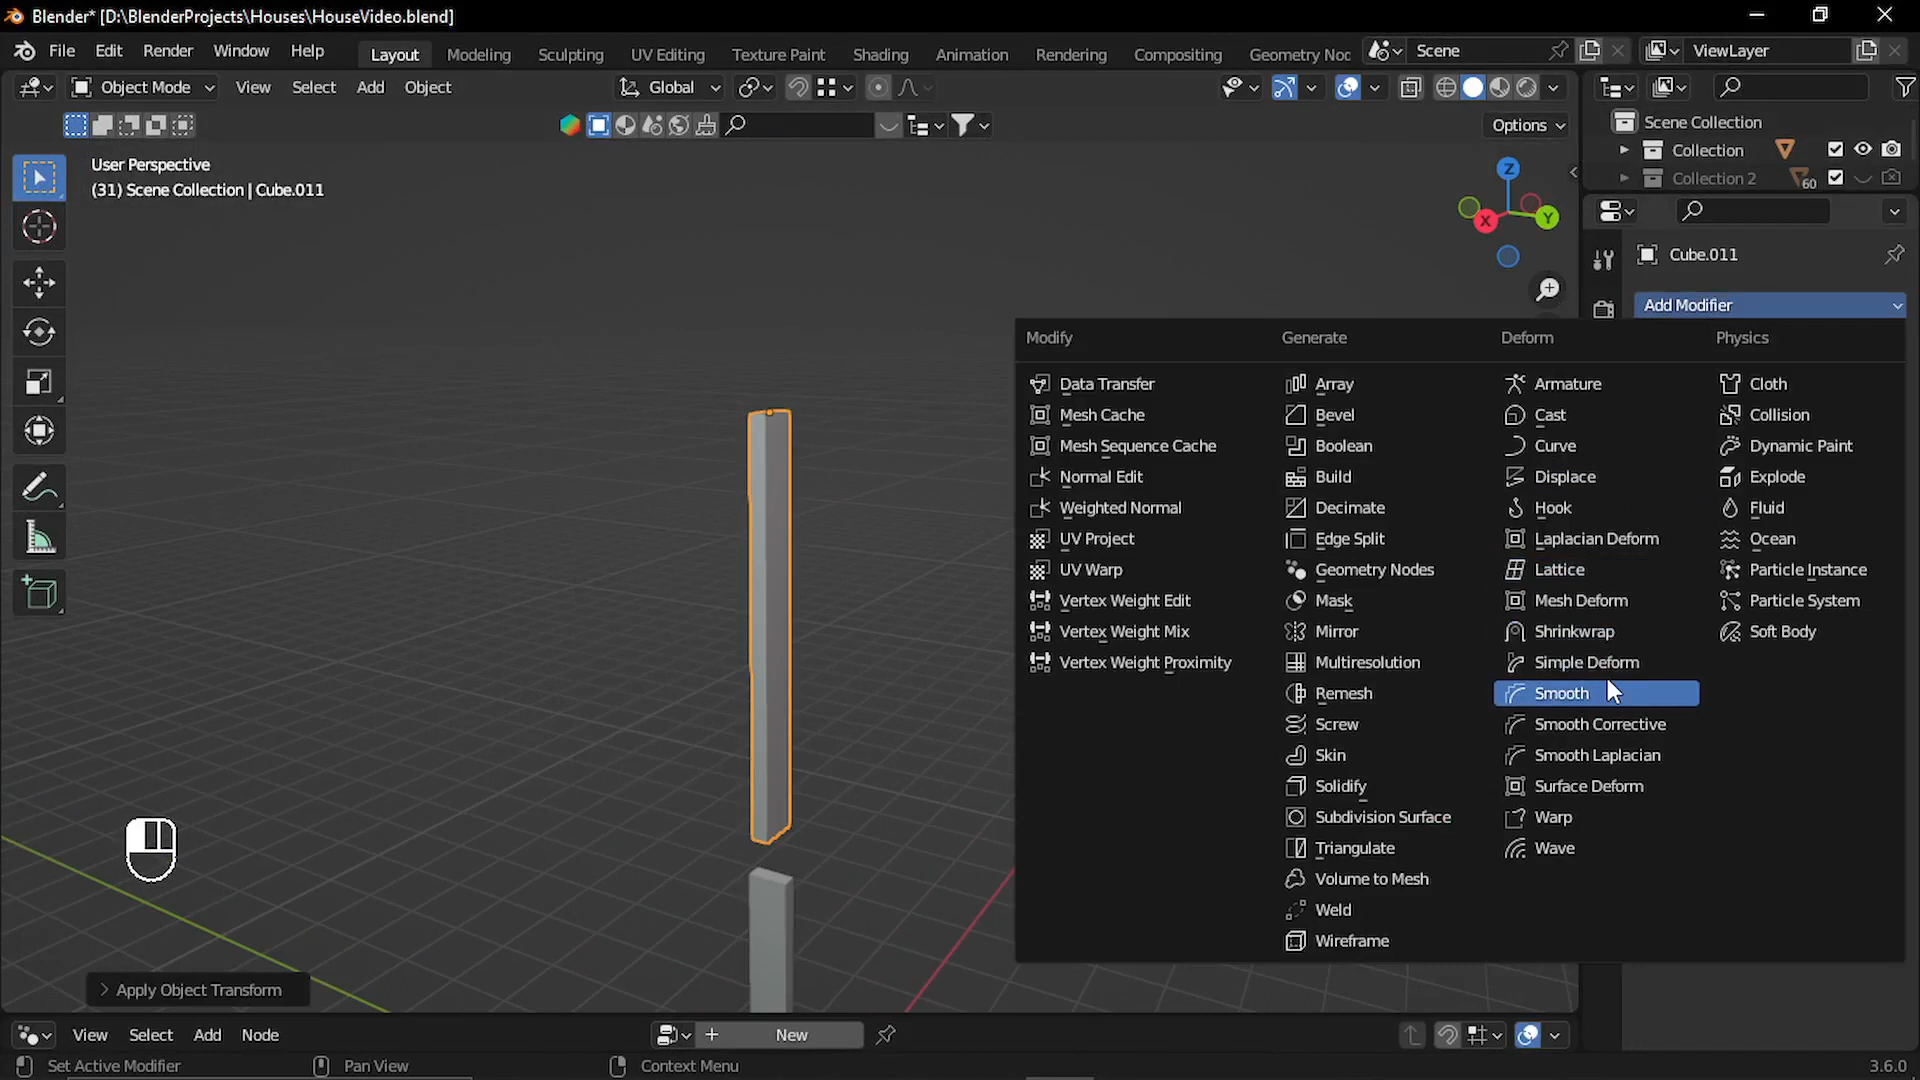 Blender* [D:\BlenderProjects\Houses\HouseVideo.blend]
File Edit Render Window Help Layout Modeling Sculpting UV Editing Texture Paint Shading Animation Rendering Compositing Geometry Noc Scene ViewLayer
Object Mode View Select Add Object Global
Options
User Perspective
(31) Scene Collection | Cube.011
Z
X
Y
Scene Collection
Collection
Collection 2 60
Cube.011
Add Modifier
Modify Generate Deform Physics
Data Transfer Array Armature Cloth
Mesh Cache Bevel Cast Collision
Mesh Sequence Cache Boolean Curve Dynamic Paint
Normal Edit Build Displace Explode
Weighted Normal Decimate Hook Fluid
UV Project Edge Split Laplacian Deform Ocean
UV Warp Geometry Nodes Lattice Particle Instance
Vertex Weight Edit Mask Mesh Deform Particle System
Vertex Weight Mix Mirror Shrinkwrap Soft Body
Vertex Weight Proximity Multiresolution Simple Deform
Remesh Smooth
Screw Smooth Corrective
Skin Smooth Laplacian
Solidify Surface Deform
Subdivision Surface Warp
Triangulate Wave
Volume to Mesh
Weld
Wireframe
Apply Object Transform
View Select Add Node New
Set Active Modifier Pan View Context Menu 3.6.0